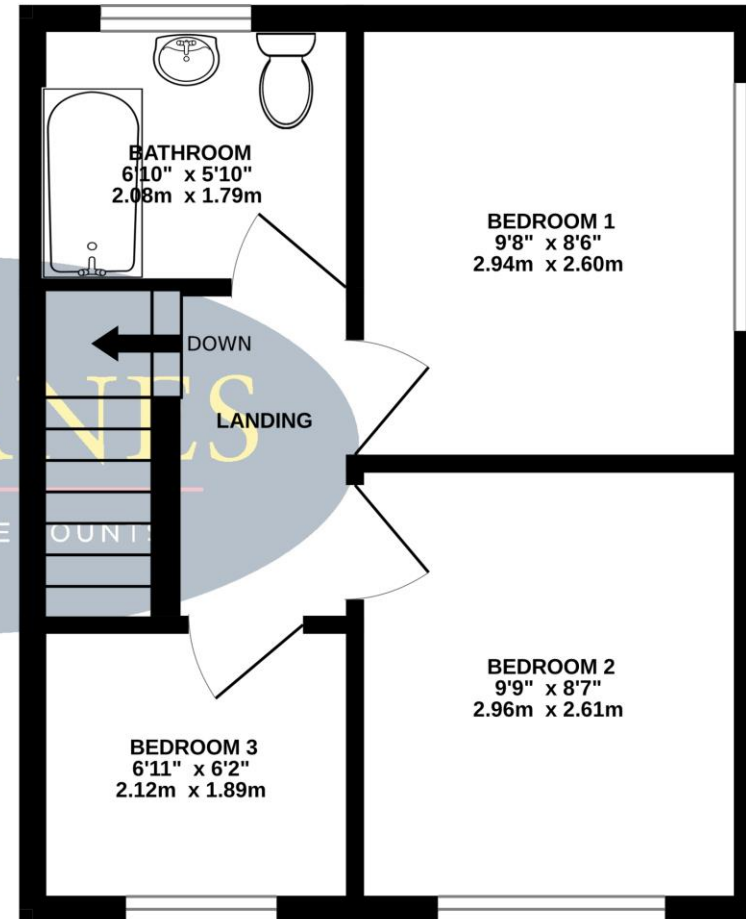 BATHROOM
6'10" x 5'10"
2.08m x 1.79m
BEDROOM 1
9'8" x 8'6"
2.94m x 2.60m
DOWN
LANDING
BEDROOM 2
9'9" x 8'7"
2.96m x 2.61m
BEDROOM 3
6'11" x 6'2"
2.12m x 1.89m